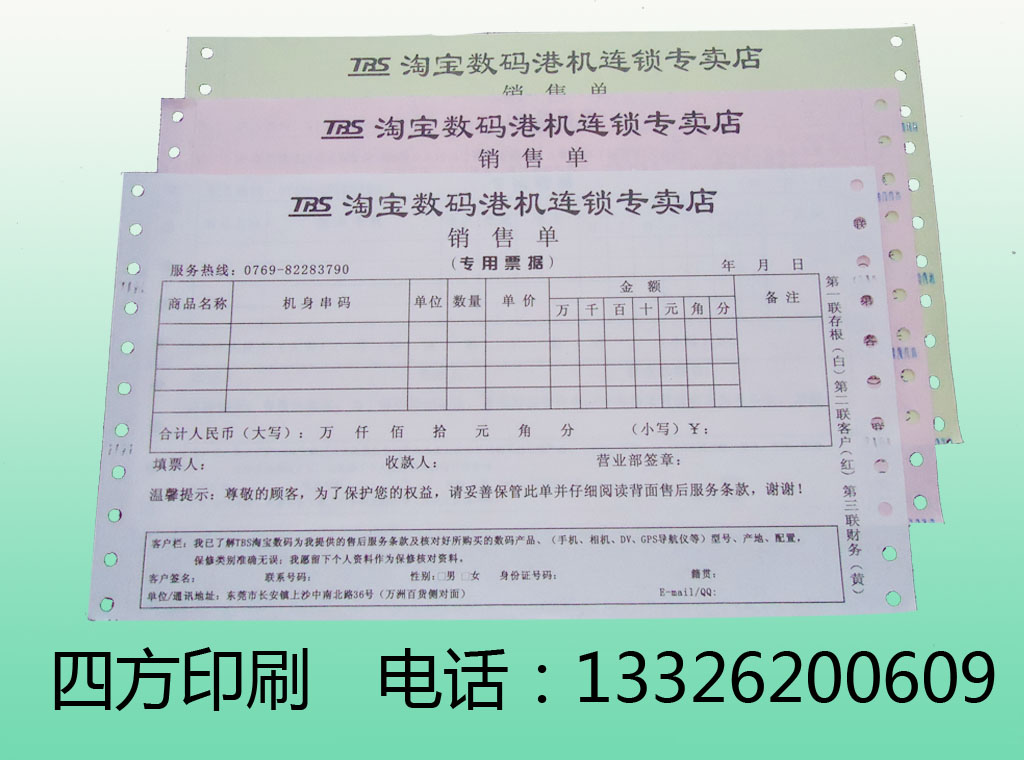 TBS 淘宝数码港机连锁专卖店
销售单
TBS 淘宝数码港机连锁专卖店
销售单
TBS 淘宝数码港机连锁专卖店
销售单
(专用票据)
服务热线：0769-82283790 年 月 日
商品名称 机身串码 单位 数量 单价 金额 备注
万 千 百 十 元 角 分
第一联存根（白）第二联客户（红）第三联财务（黄）
合计人民币（大写）： 万 仟 佰 拾 元 角 分 （小写）¥：
填票人： 收款人： 营业部签章：
温馨提示：尊敬的顾客，为了保护您的权益，请妥善保管此单并仔细阅读背面售后服务条款，谢谢！
客户栏：我已了解TBS淘宝数码为我提供的售后服务条款及核对好所购买的数码产品、（手机、相机、DV、GPS导航仪等）型号、产地、配置，
保修类别准确无误；我愿留下个人资料作为保修核对资料。
客户签名： 联系号码： 性别：□男 □女 身份证号码： 籍贯：
单位/通讯地址：东莞市长安镇上沙中南北路36号（万洲百货侧对面） E-mail/QQ:
四方印刷 电话：13326200609